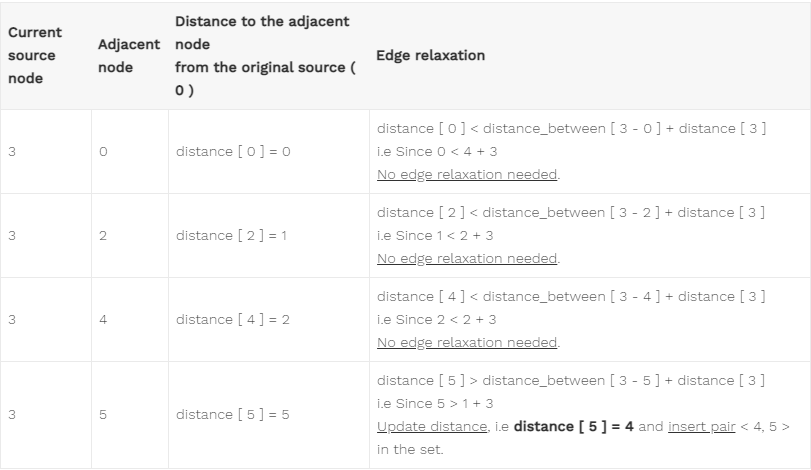 Current source node
Adjacent node
Distance to the adjacent node
from the original source ( 0 )
Edge relaxation
3
0
distance [ 0 ] = 0
distance [ 0 ] < distance_between [ 3 - 0 ] + distance [ 3 ]
i.e Since 0 < 4 + 3
No edge relaxation needed.
3
2
distance [ 2 ] = 1
distance [ 2 ] < distance_between [ 3 - 2 ] + distance [ 3 ]
i.e Since 1 < 2 + 3
No edge relaxation needed.
3
4
distance [ 4 ] = 2
distance [ 4 ] < distance_between [ 3 - 4 ] + distance [ 3 ]
i.e Since 2 < 2 + 3
No edge relaxation needed.
3
5
distance [ 5 ] = 5
distance [ 5 ] > distance_between [ 3 - 5 ] + distance [ 3 ]
i.e Since 5 > 1 + 3
Update distance, i.e distance [ 5 ] = 4 and insert pair < 4, 5 >
in the set.